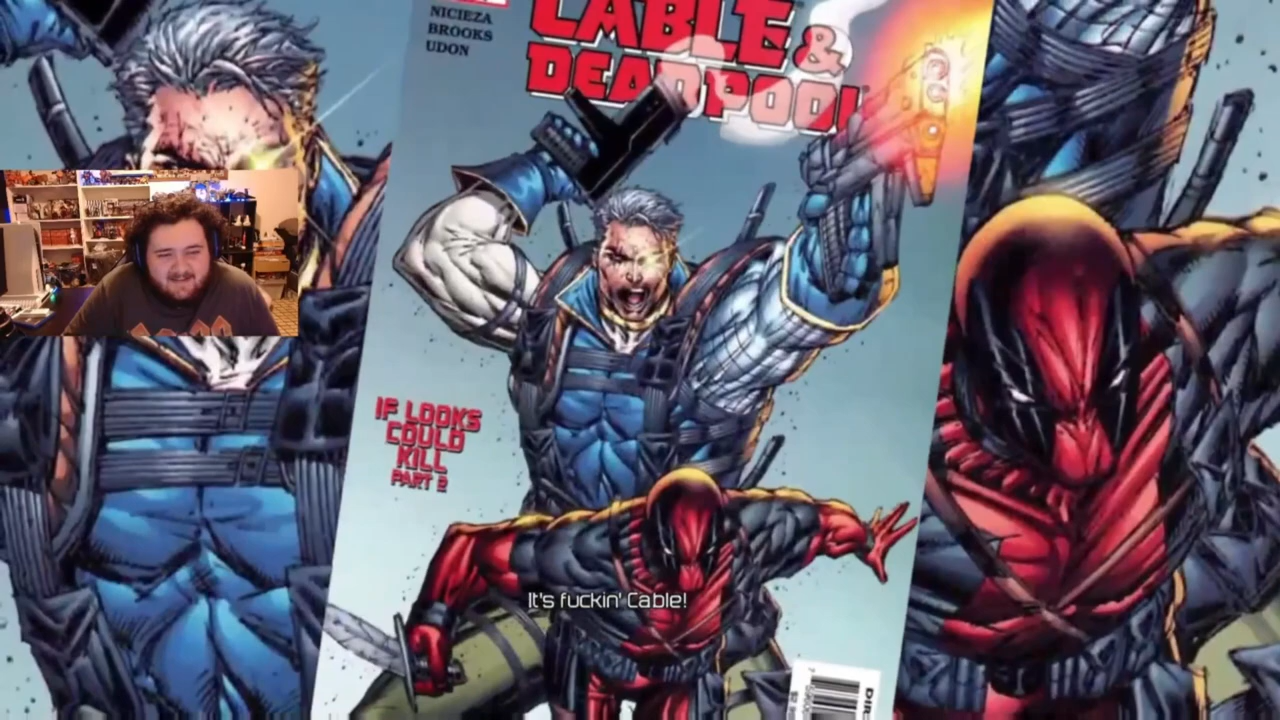 NICIEZA
BROOKS
UDON
CABLE &
DEADPOOL
IF LOOKS
COULD
KILL
PART 2
It's fuckin' Cable!